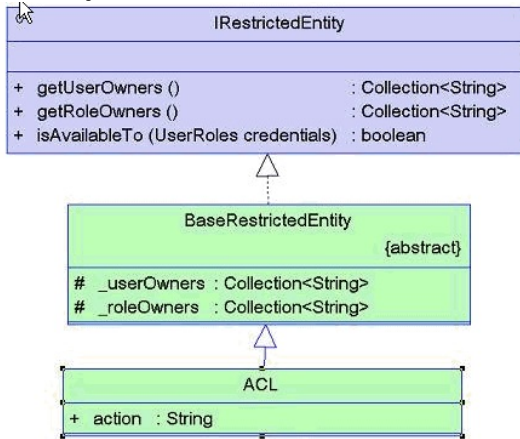 IRestrictedEntity
+ getUserOwners () : Collection<String>
+ getRoleOwners () : Collection<String>
+ isAvailableTo (UserRoles credentials) : boolean
BaseRestrictedEntity
{abstract}
# _userOwners : Collection<String>
# _roleOwners : Collection<String>
ACL
+ action : String